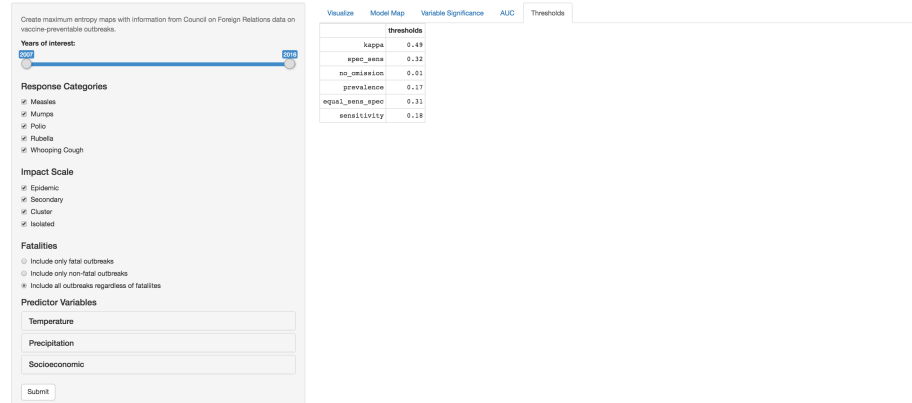 Create maximum entropy maps with information from Council on Foreign Relations data on
vaccine-preventable outbreaks.
Years of interest:
2007 2016
Response Categories
Measles
Mumps
Polio
Rubella
Whooping Cough
Impact Scale
Epidemic
Secondary
Cluster
Isolated
Fatalities
Include only fatal outbreaks
Include only non-fatal outbreaks
Include all outbreaks regardless of fataliites
Predictor Variables
Temperature
Precipitation
Socioeconomic
Submit
Visualize Model Map Variable Significance AUC Thresholds
thresholds
kappa 0.49
spec_sens 0.32
no_omission 0.01
prevalence 0.17
equal_sens_spec 0.31
sensitivity 0.18